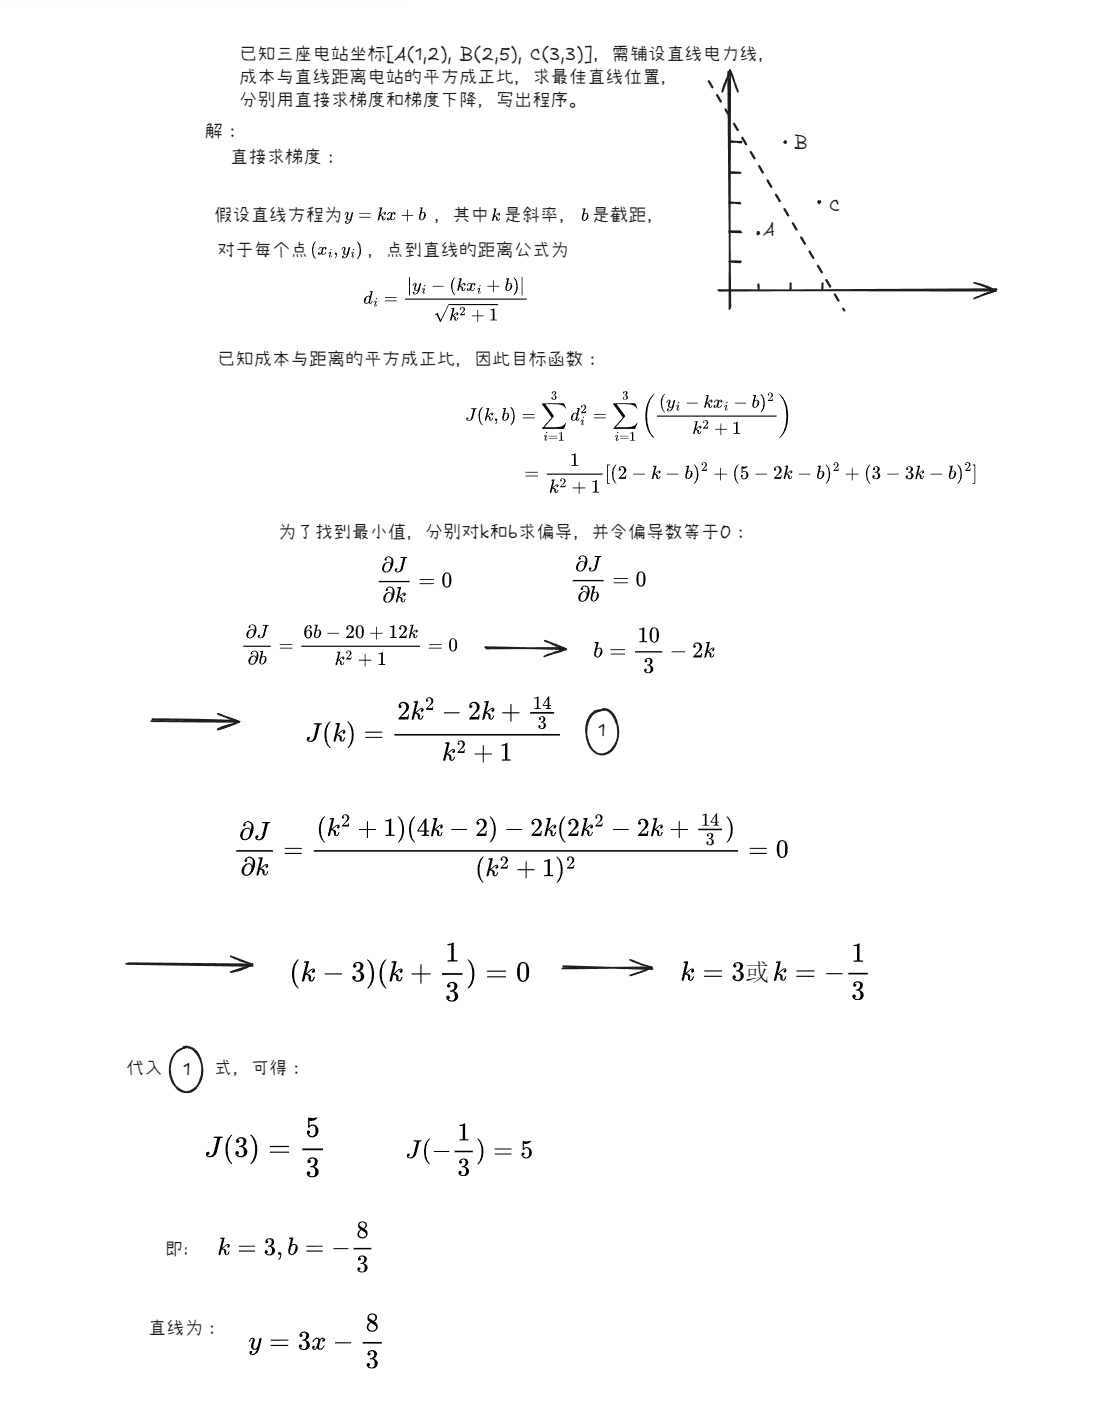 已知三座电站坐标[A(1,2), B(2,5), C(3,3)]，需铺设直线电力线，
成本与直线距离电站的平方成正比，求最佳直线位置，
分别用直接求梯度和梯度下降，写出程序。
解：
直接求梯度：
B
C
A
假设直线方程为 y = kx + b ，其中 k 是斜率， b 是截距，
对于每个点 (x_i, y_i) ，点到直线的距离公式为
d_i = \frac{|y_i - (kx_i + b)|}{\sqrt{k^2 + 1}}
已知成本与距离的平方成正比，因此目标函数：
J(k, b) = \sum_{i=1}^{3} d_i^2 = \sum_{i=1}^{3} \left( \frac{(y_i - kx_i - b)^2}{k^2 + 1} \right)
= \frac{1}{k^2 + 1} [(2 - k - b)^2 + (5 - 2k - b)^2 + (3 - 3k - b)^2]
为了找到最小值，分别对k和b求偏导，并令偏导数等于0：
\frac{∂J}{∂k} = 0 \frac{∂J}{∂b} = 0
\frac{∂J}{∂b} = \frac{6b - 20 + 12k}{k^2 + 1} = 0 → b = \frac{10}{3} - 2k
→ J(k) = \frac{2k^2 - 2k + \frac{14}{3}}{k^2 + 1} ①
\frac{∂J}{∂k} = \frac{(k^2 + 1)(4k - 2) - 2k(2k^2 - 2k + \frac{14}{3})}{(k^2 + 1)^2} = 0
→ (k - 3)(k + \frac{1}{3}) = 0 → k = 3或k = -\frac{1}{3}
代入 ① 式，可得：
J(3) = \frac{5}{3} J(-\frac{1}{3}) = 5
即: k = 3, b = -\frac{8}{3}
直线为： y = 3x - \frac{8}{3}